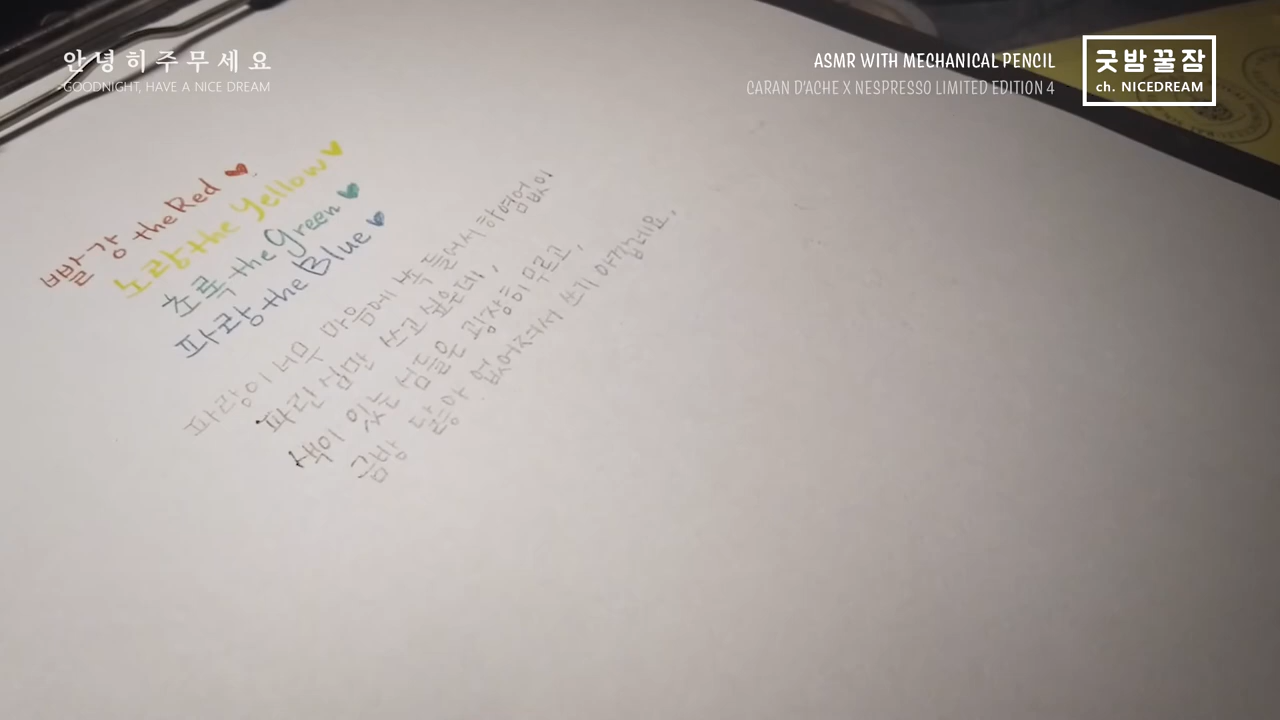 안녕히주무세요
GOODNIGHT, HAVE A NICE DREAM
ASMR WITH MECHANICAL PENCIL
CARAN D'ACHE X NESPRESSO LIMITED EDITION 4
굿밤꿀잠
ch. NICEDREAM
빨강 the Red
노랑 the Yellow
초록 the Green
파랑 the Blue
파랑이 너무 마음에 쏙 들어서 하염없이
파란 심만 쓰고 싶은데,
색이 있는 심들은 굉장히 무르고,
금방 닳아 없어져서 쓰기 아깝네요.